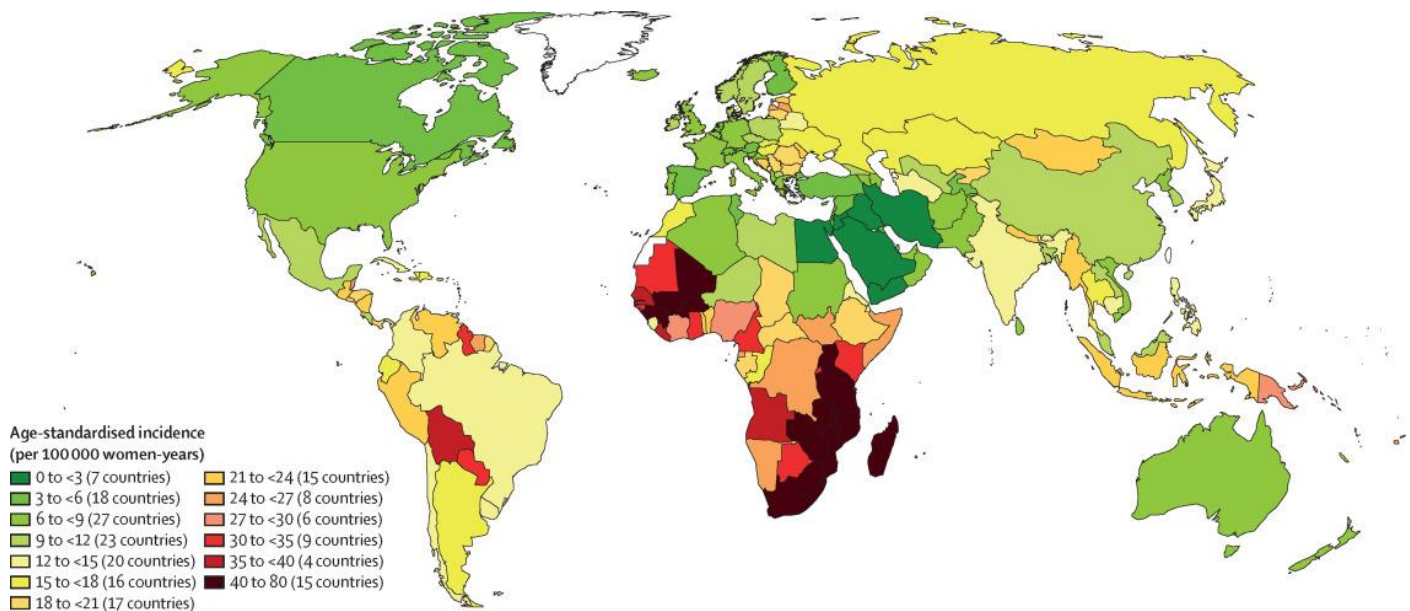 Age-standardised incidence
(per 100 000 women-years)
0 to <3 (7 countries)
3 to <6 (18 countries)
6 to <9 (27 countries)
9 to <12 (23 countries)
12 to <15 (20 countries)
15 to <18 (16 countries)
18 to <21 (17 countries)
21 to <24 (15 countries)
24 to <27 (8 countries)
27 to <30 (6 countries)
30 to <35 (9 countries)
35 to <40 (4 countries)
40 to 80 (15 countries)